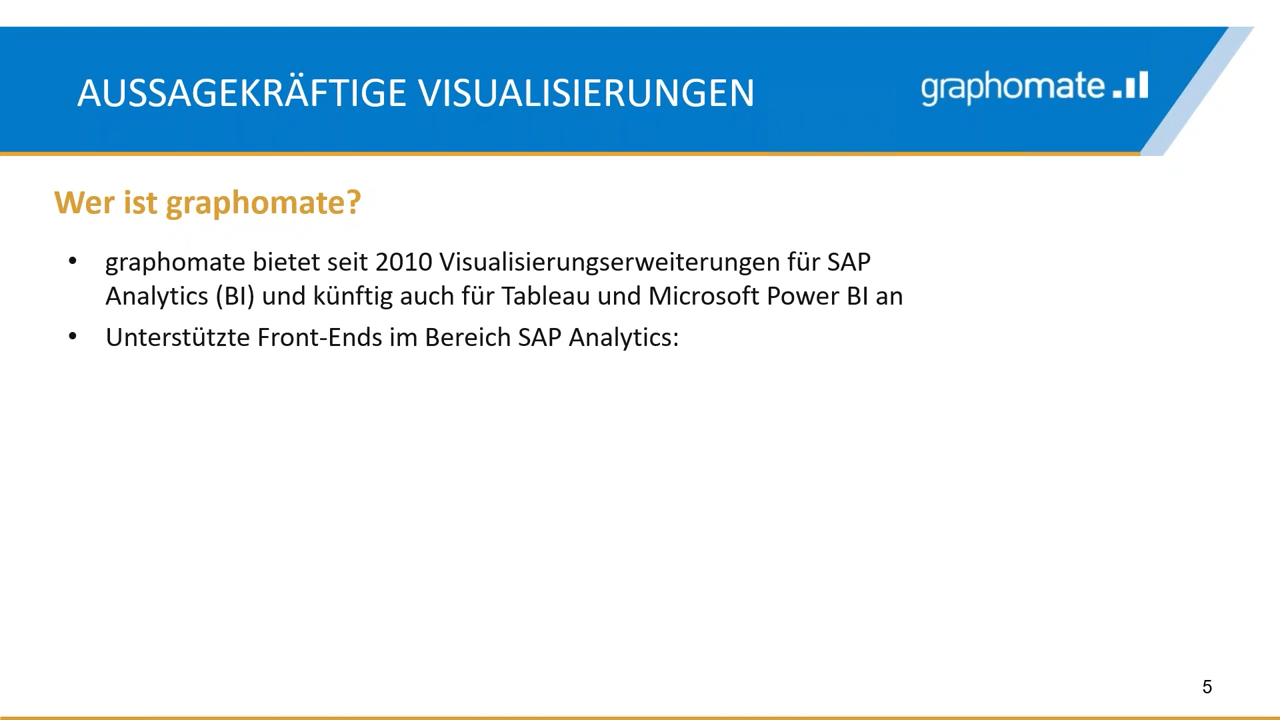 AUSSAGEKRÄFTIGE VISUALISIERUNGEN
graphomate
Wer ist graphomate?
• graphomate bietet seit 2010 Visualisierungserweiterungen für SAP
Analytics (BI) und künftig auch für Tableau und Microsoft Power BI an
• Unterstützte Front-Ends im Bereich SAP Analytics:
5